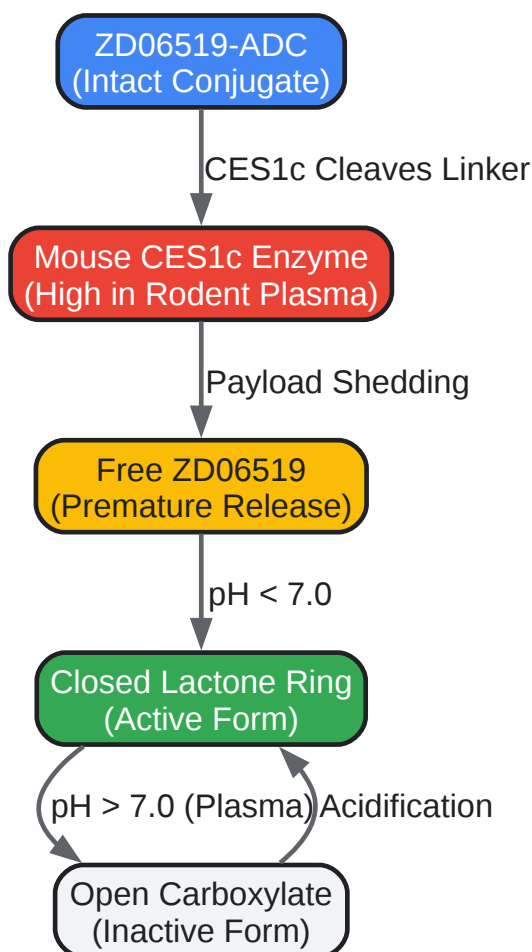 ZD06519-ADC
(Intact Conjugate)
CES1c Cleaves Linker
Mouse CES1c Enzyme
(High in Rodent Plasma)
Payload Shedding
Free ZD06519
(Premature Release)
pH < 7.0
Closed Lactone Ring
(Active Form)
pH > 7.0 (Plasma)
Acidification
Open Carboxylate
(Inactive Form)